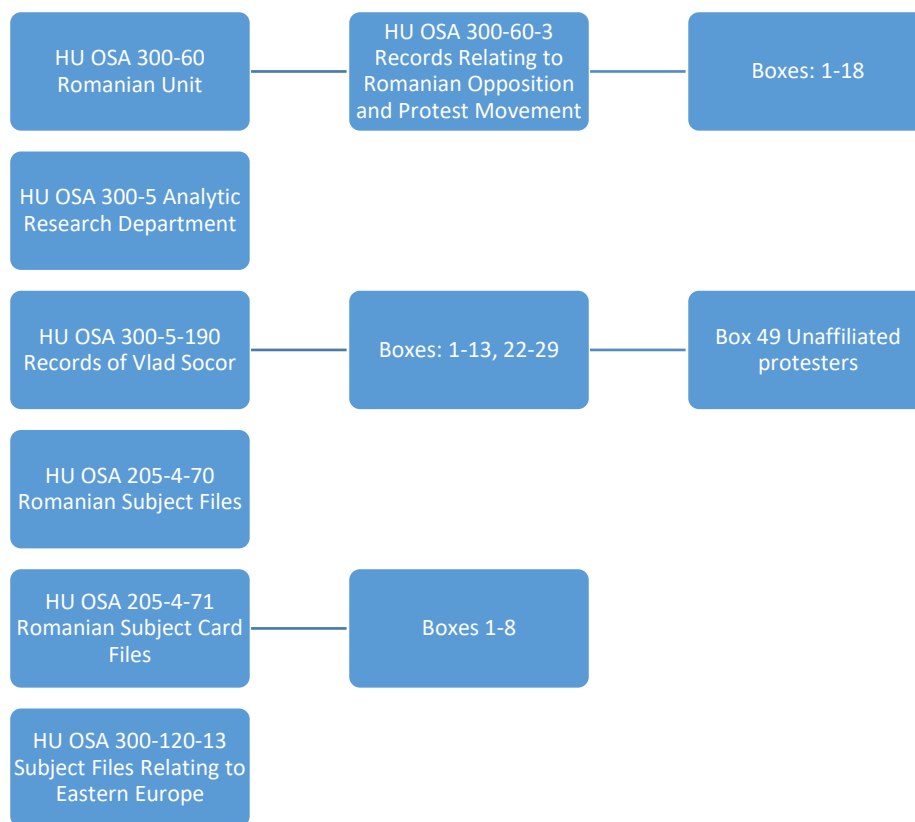 HU OSA 300-60
Romanian Unit
HU OSA 300-60-3
Records Relating to
Romanian Opposition
and Protest Movement
Boxes: 1-18
HU OSA 300-5 Analytic
Research Department
HU OSA 300-5-190
Records of Vlad Socor
Boxes: 1-13, 22-29
Box 49 Unaffiliated
protesters
HU OSA 205-4-70
Romanian Subject Files
HU OSA 205-4-71
Romanian Subject Card
Files
Boxes 1-8
HU OSA 300-120-13
Subject Files Relating to
Eastern Europe